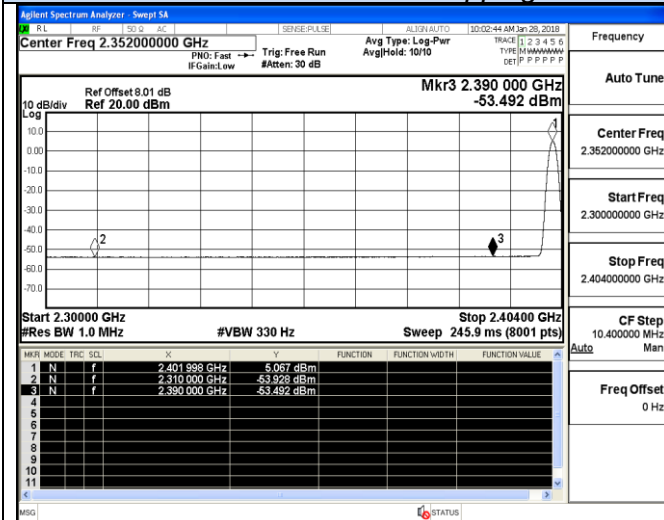 Agilent Spectrum Analyzer - Swept SA
RL RF 50 Ω AC SENSE:PULSE ALIGN AUTO 10:02:44 AM Jan 28, 2018
Center Freq 2.352000000 GHz
PNO: Fast
IFGain:Low
Trig: Free Run
#Atten: 30 dB
Avg Type: Log-Pwr
Avg|Hold: 10/10
TRACE 1 2 3 4 5 6
TYPE M W W W W W
DET P P P P P P
Ref Offset 8.01 dB
10 dB/div Ref 20.00 dBm
Log
Mkr3 2.390 000 GHz
-53.492 dBm
10.0
0.00
-10.0
-20.0
-30.0
-40.0
-50.0
-60.0
-70.0
1
2
3
Start 2.30000 GHz Stop 2.40400 GHz
#Res BW 1.0 MHz #VBW 330 Hz Sweep 245.9 ms (8001 pts)
MKR MODE TRC SCL X Y FUNCTION FUNCTION WIDTH FUNCTION VALUE
1 N f 2.401 998 GHz 5.067 dBm
2 N f 2.310 000 GHz -53.928 dBm
3 N f 2.390 000 GHz -53.492 dBm
4
5
6
7
8
9
10
11
MSG STATUS
Frequency
Auto Tune
Center Freq
2.352000000 GHz
Start Freq
2.300000000 GHz
Stop Freq
2.404000000 GHz
CF Step
10.400000 MHz
Auto Man
Freq Offset
0 Hz